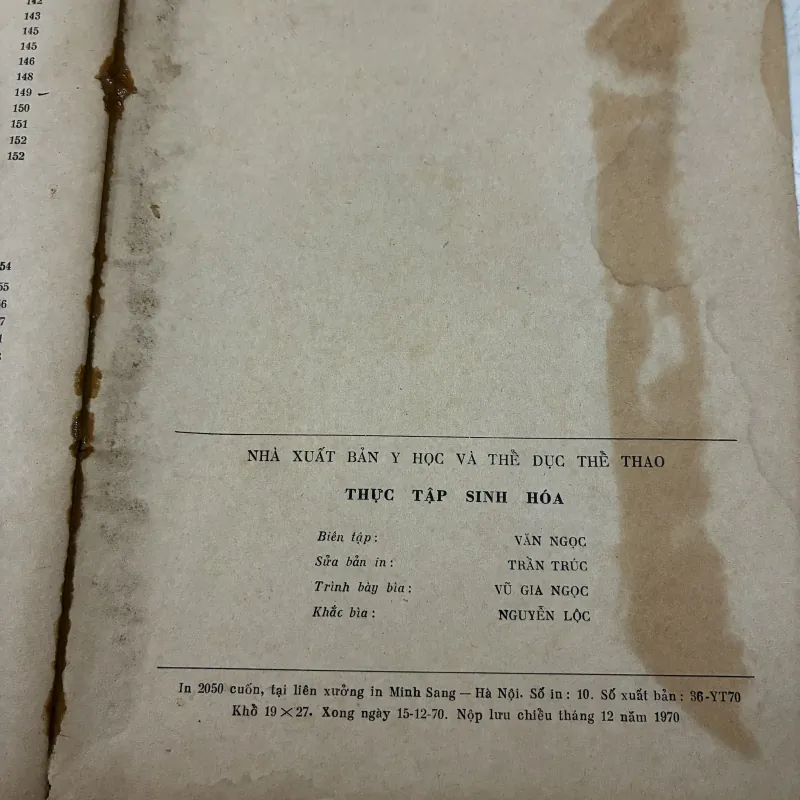 142
143
145
145
146
148
149
150
151
152
152
54
NHÀ XUẤT BẢN Y HỌC VÀ THỂ DỤC THỂ THAO
THỰC TẬP SINH HÓA
Biên tập : VĂN NGỌC
Sửa bản in : TRẦN TRÚC
Trình bày bìa : VŨ GIA NGỌC
Khắc bìa : NGUYỄN LỘC
In 2050 cuốn, tại liên xưởng in Minh Sang — Hà Nội. Số in : 10. Số xuất bản : 36-YT70
Khổ 19 × 27. Xong ngày 15-12-70. Nộp lưu chiều tháng 12 năm 1970